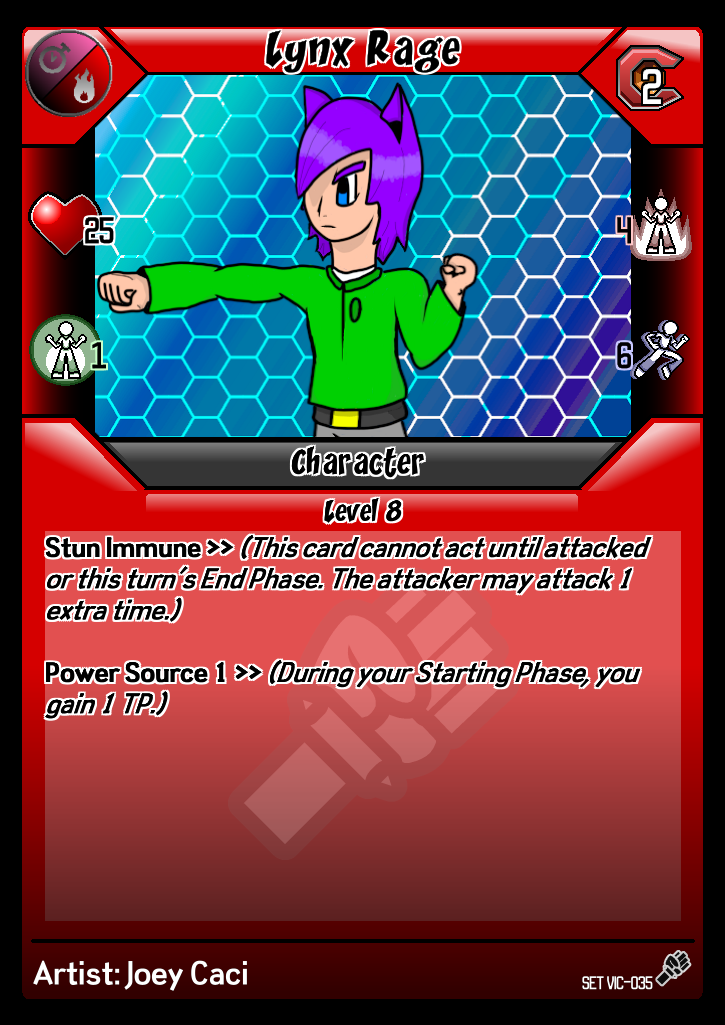 Lynx Rage
2
25
4
1
6
Character
Level 8
Stun Immune >> (This card cannot act until attacked
or this turn's End Phase. The attacker may attack 1
extra time.)
Power Source 1 >> (During your Starting Phase, you
gain 1 TP.)
Artist: Joey Caci
SET VIC-035